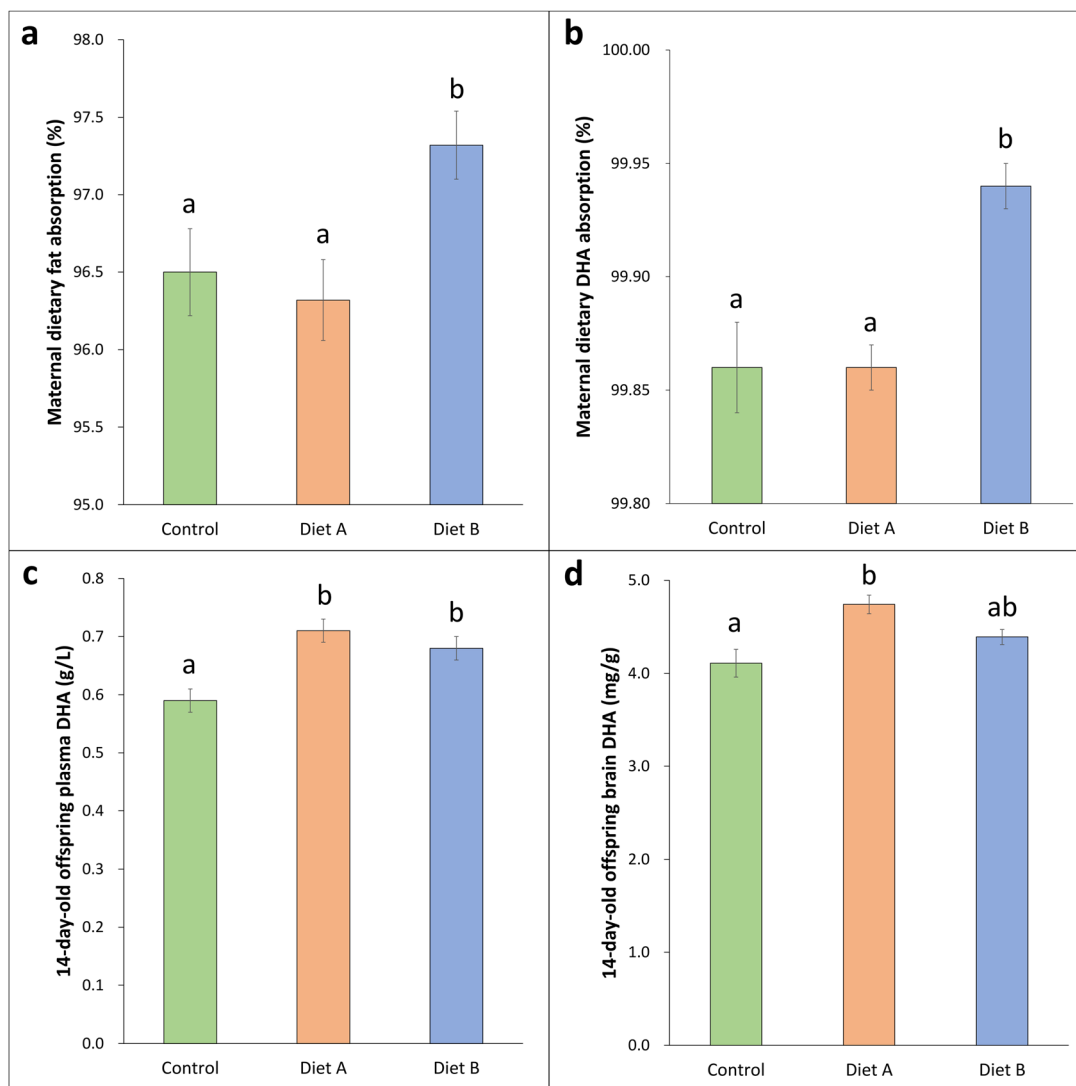 a
Maternal dietary fat absorption (%)
98.0
97.5
97.0
96.5
96.0
95.5
95.0
a
a
b
Control Diet A Diet B
b
Maternal dietary DHA absorption (%)
100.00
99.95
99.90
99.85
99.80
a
a
b
Control Diet A Diet B
c
14-day-old offspring plasma DHA (g/L)
0.8
0.7
0.6
0.5
0.4
0.3
0.2
0.1
0.0
a
b
b
Control Diet A Diet B
d
14-day-old offspring brain DHA (mg/g)
5.0
4.0
3.0
2.0
1.0
0.0
a
b
ab
Control Diet A Diet B